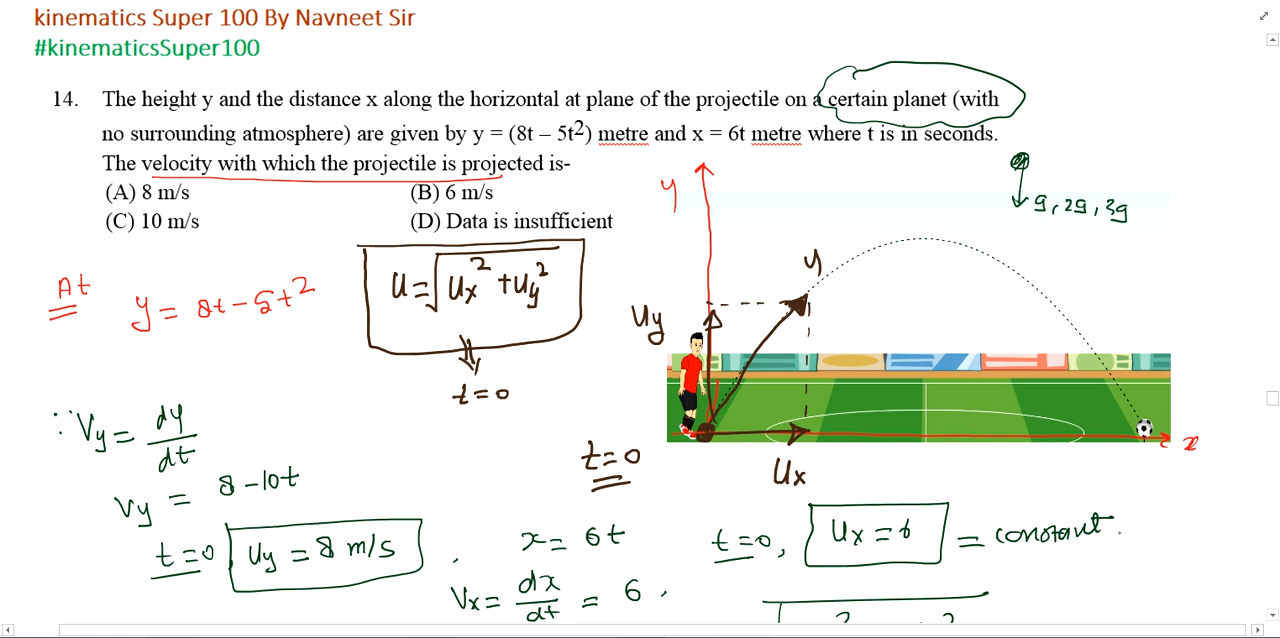 kinematics Super 100 By Navneet Sir
#kinematicsSuper100
14. The height y and the distance x along the horizontal at plane of the projectile on a certain planet (with
no surrounding atmosphere) are given by y = (8t – 5t²) metre and x = 6t metre where t is in seconds.
The velocity with which the projectile is projected is-
(A) 8 m/s (B) 6 m/s
(C) 10 m/s (D) Data is insufficient
y
g, 2g, 3g
At y = 8t - 5t²
u = √ux² + uy²
t = 0
y
uy
∵ vy = dy/dt
vy = 8 - 10t
t = 0 uy = 8 m/s
t = 0
ux
x
x = 6t
vx = dx/dt = 6
t = 0, ux = 6 = constant.